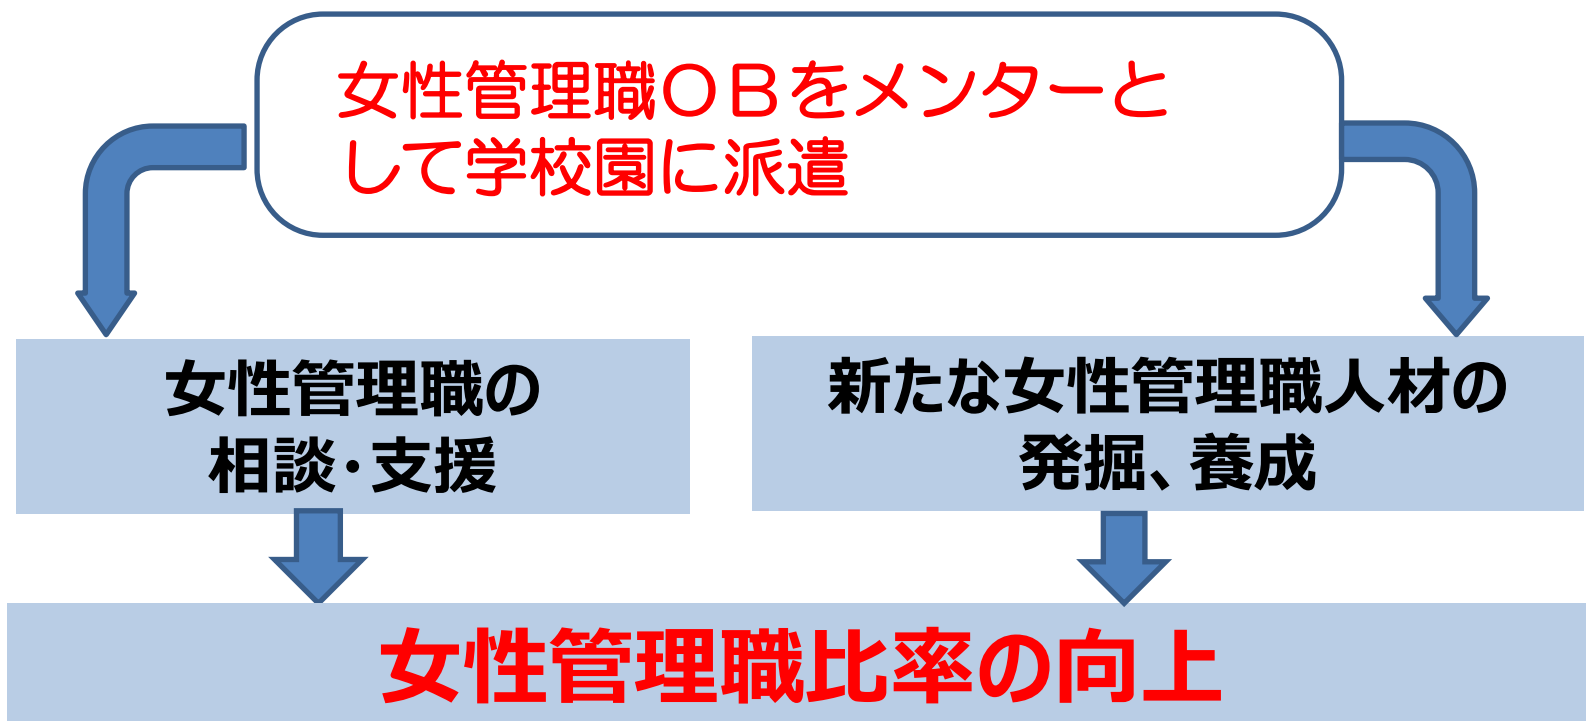 女性管理職ＯＢをメンターと
して学校園に派遣
女性管理職の
相談・支援
新たな女性管理職人材の
発掘、養成
女性管理職比率の向上